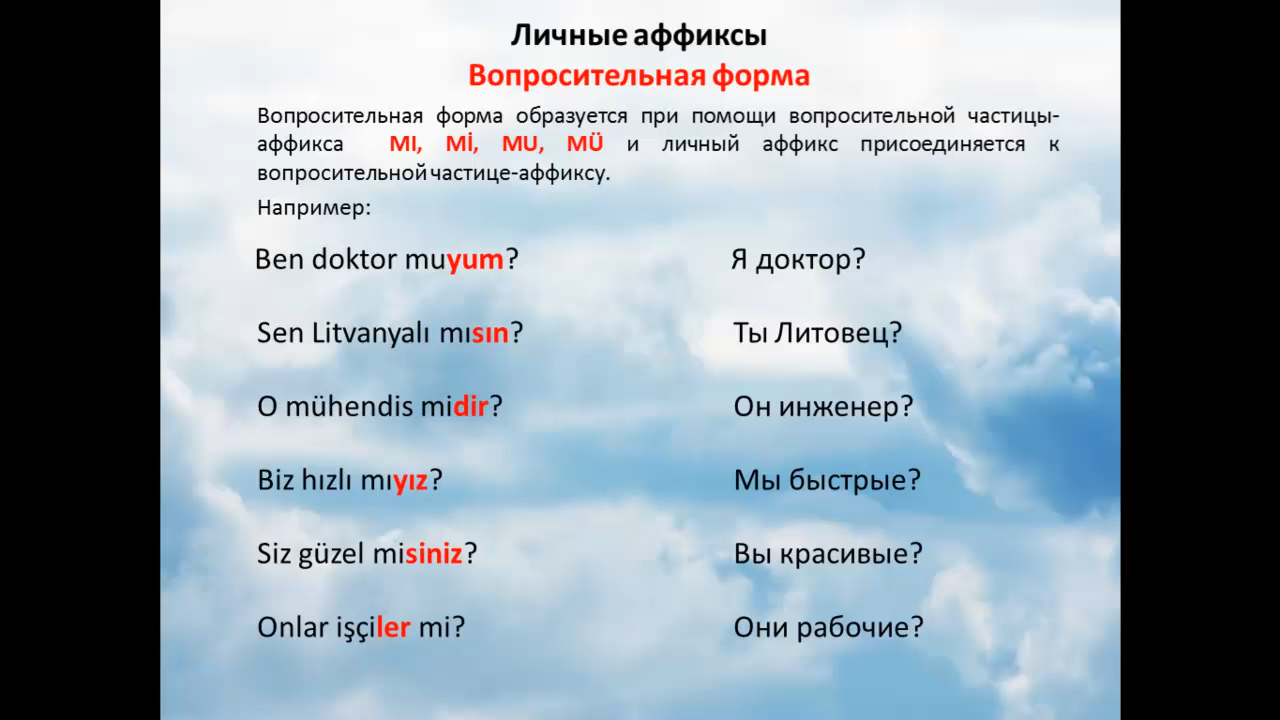 Личные аффиксы
Вопросительная форма
Вопросительная форма образуется при помощи вопросительной частицы-
аффикса MI, Mİ, MU, MÜ и личный аффикс присоединяется к
вопросительной частице-аффиксу.
Например:
Ben doktor muyum? Я доктор?
Sen Litvanyalı mısın? Ты Литовец?
O mühendis midir? Он инженер?
Biz hızlı mıyız? Мы быстрые?
Siz güzel misiniz? Вы красивые?
Onlar işçiler mi? Они рабочие?